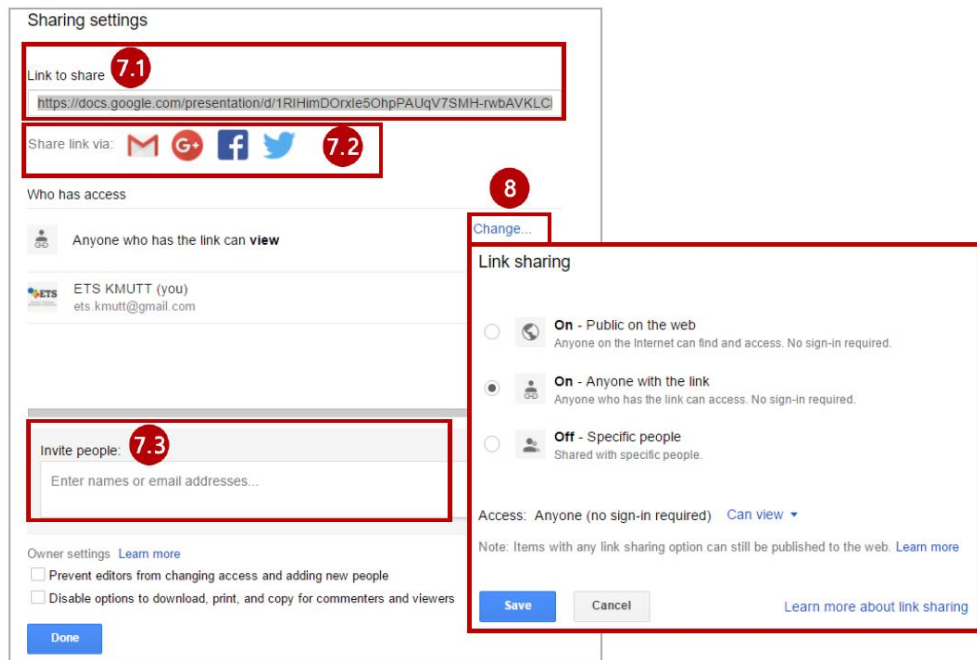 Sharing settings
Link to share
7.1
https://docs.google.com/presentation/d/1RIHimDOrxIe5OhpPAUqV7SMH-rwbAVKLC
Share link via:
7.2
Who has access
8
Anyone who has the link can view
Change...
ETS
ETS KMUTT (you)
ets.kmutt@gmail.com
Invite people:
7.3
Enter names or email addresses...
Owner settings Learn more
Prevent editors from changing access and adding new people
Disable options to download, print, and copy for commenters and viewers
Done
Link sharing
On - Public on the web
Anyone on the Internet can find and access. No sign-in required.
On - Anyone with the link
Anyone who has the link can access. No sign-in required.
Off - Specific people
Shared with specific people.
Access: Anyone (no sign-in required) Can view
Note: Items with any link sharing option can still be published to the web. Learn more
Save
Cancel
Learn more about link sharing